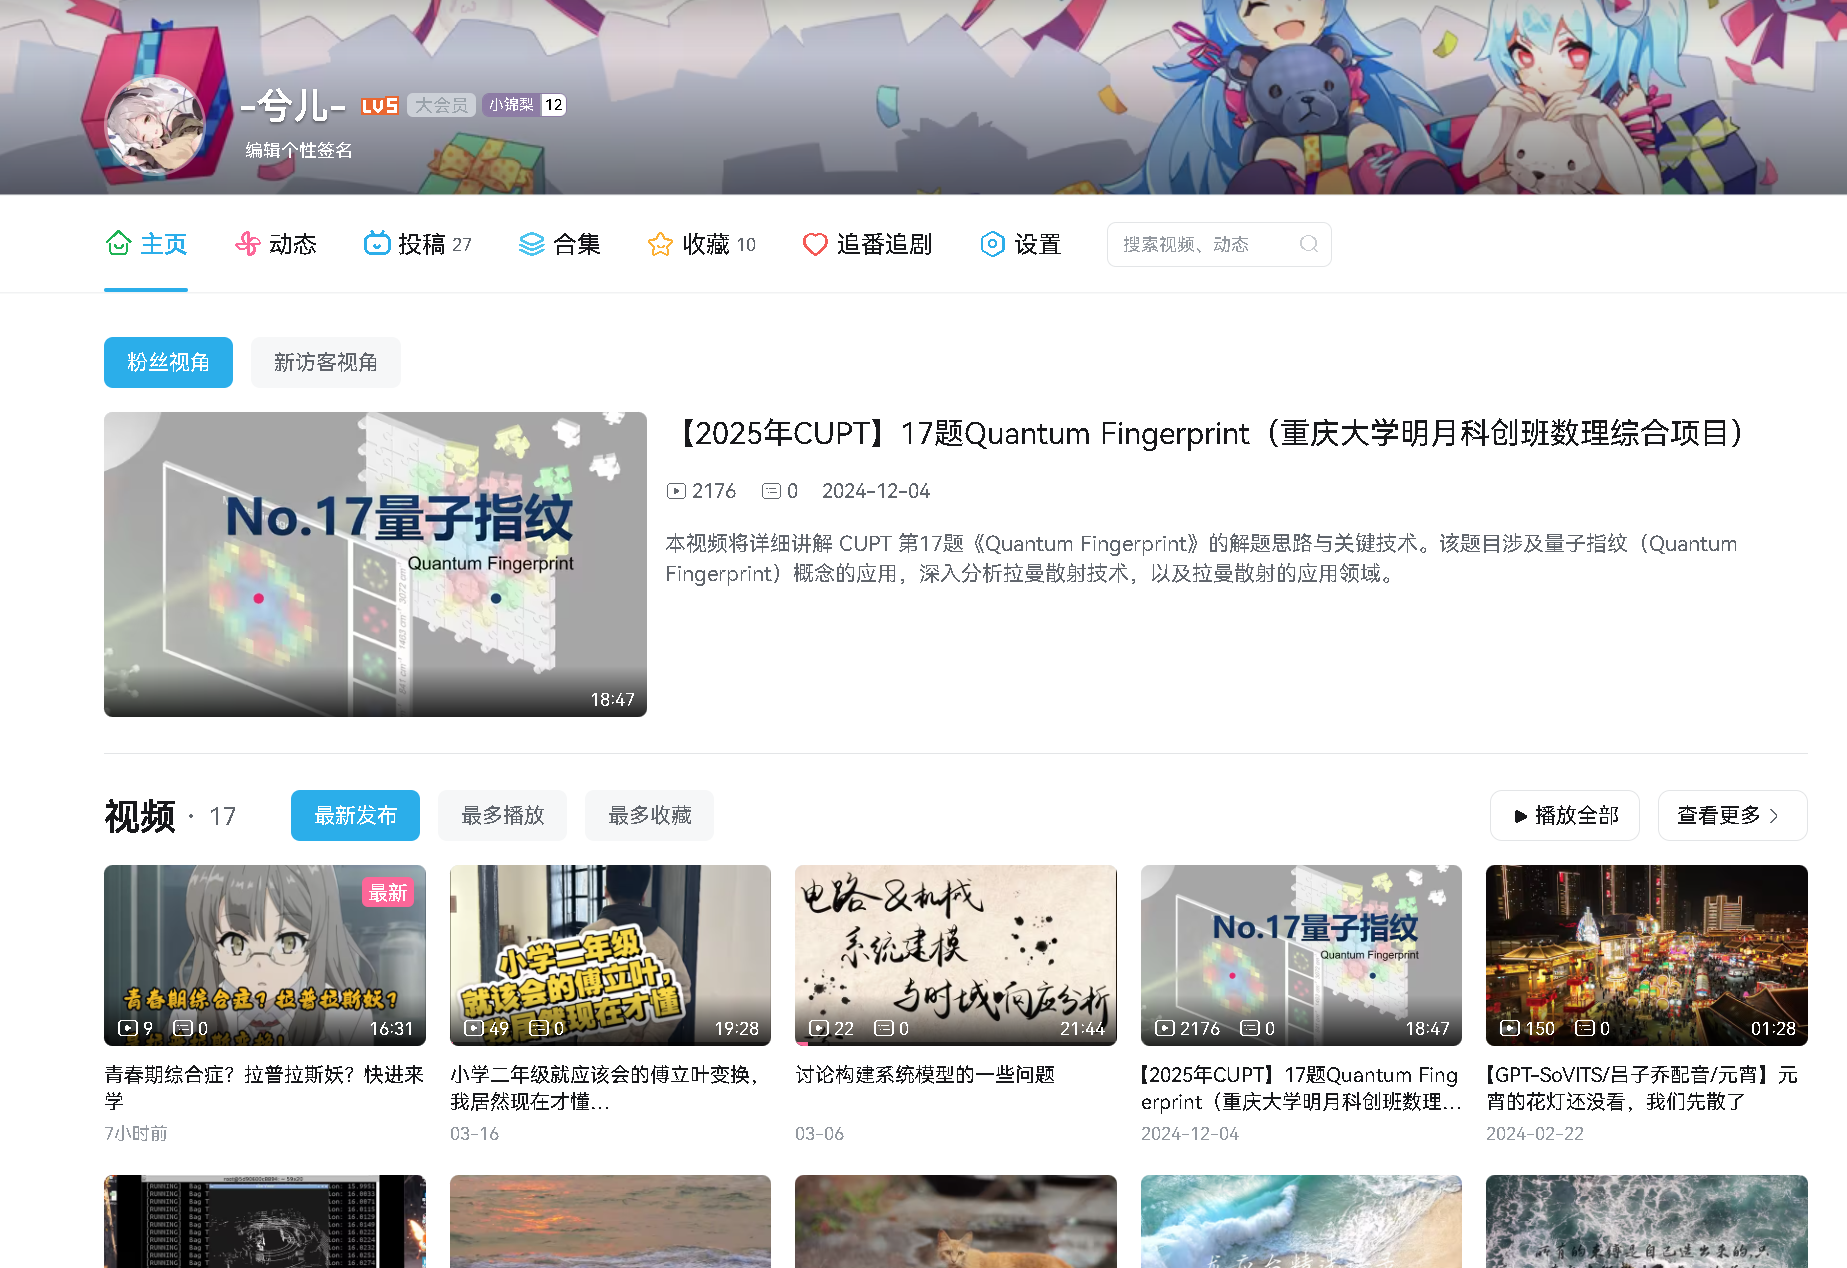 -兮儿- LV5 大会员 小锦梨 12
编辑个性签名
主页 动态 投稿 27 合集 收藏 10 追番追剧 设置 搜索视频、动态
粉丝视角 新访客视角
No.17量子指纹
Quantum Fingerprint
18:47
【2025年CUPT】17题Quantum Fingerprint（重庆大学明月科创班数理综合项目）
2176 0 2024-12-04
本视频将详细讲解 CUPT 第17题《Quantum Fingerprint》的解题思路与关键技术。该题目涉及量子指纹（Quantum
Fingerprint）概念的应用，深入分析拉曼散射技术，以及拉曼散射的应用领域。
视频 · 17 最新发布 最多播放 最多收藏 播放全部 查看更多
最新
青春期综合症？拉普拉斯妖？
9 0 16:31
青春期综合症？拉普拉斯妖？快进来
学
7小时前
小学二年级
就该会的傅立叶，
居然现在才懂
49 0 19:28
小学二年级就应该会的傅立叶变换，
我居然现在才懂...
03-16
电路&机械
系统建模
与时域响应分析
22 0 21:44
讨论构建系统模型的一些问题
03-06
No.17量子指纹
Quantum Fingerprint
2176 0 18:47
【2025年CUPT】17题Quantum Fing
erprint（重庆大学明月科创班数理...
2024-12-04
150 0 01:28
【GPT-SoVITS/吕子乔配音/元宵】元
宵的花灯还没看，我们先散了
2024-02-22